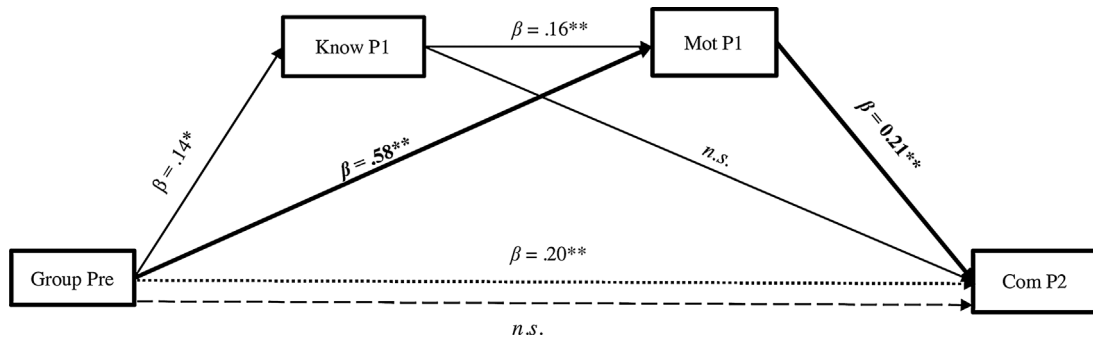 β = .16**
Know P1
Mot P1
β = .14*
β = .58**
n.s.
β = 0.21**
β = .20**
Group Pre
Com P2
n.s.